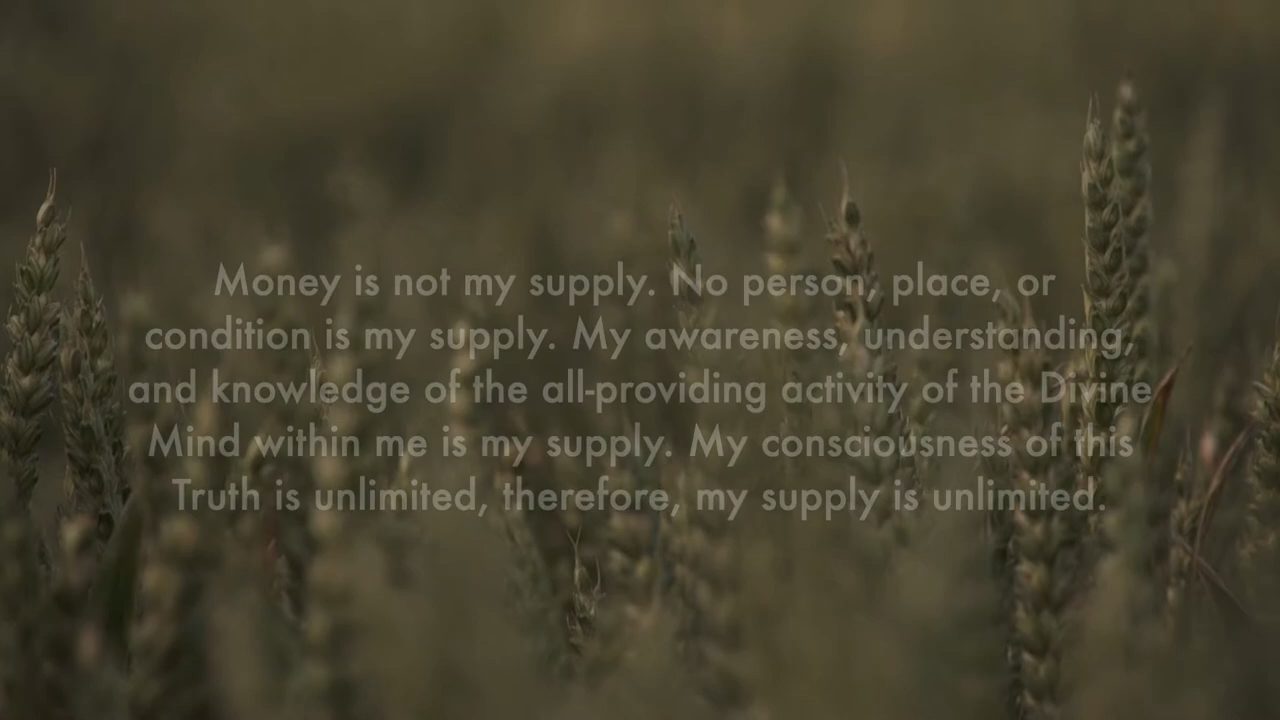 Money is not my supply. No person, place, or
condition is my supply. My awareness, understanding,
and knowledge of the all-providing activity of the Divine
Mind within me is my supply. My consciousness of this
Truth is unlimited, therefore, my supply is unlimited.